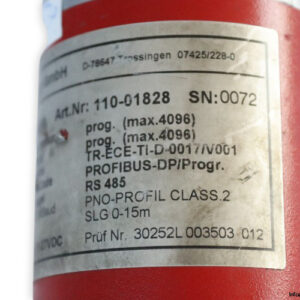 mbH D-78647 Trossingen 07425/228-0
Art.Nr: 110-01828 SN:0072
prog. (max.4096)
prog. (max.4096)
TR-ECE-TI-D-0017/V001
PROFIBUS-DP/Progr.
RS 485
PNO-PROFIL CLASS.2
SLG 0-15m
7VDC
Prüf Nr. 30252L 003503 012